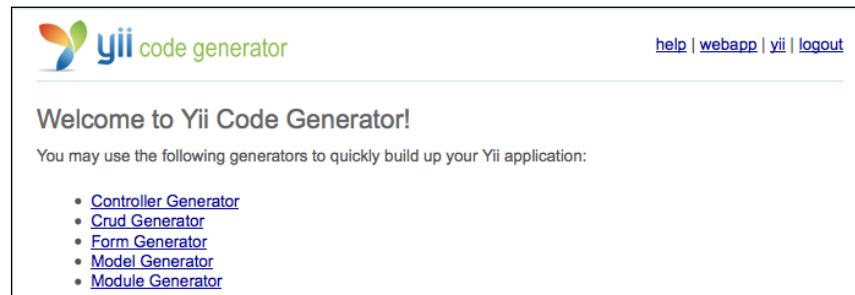 yii code generator
help | webapp | yii | logout
Welcome to Yii Code Generator!
You may use the following generators to quickly build up your Yii application:
• Controller Generator
• Crud Generator
• Form Generator
• Model Generator
• Module Generator